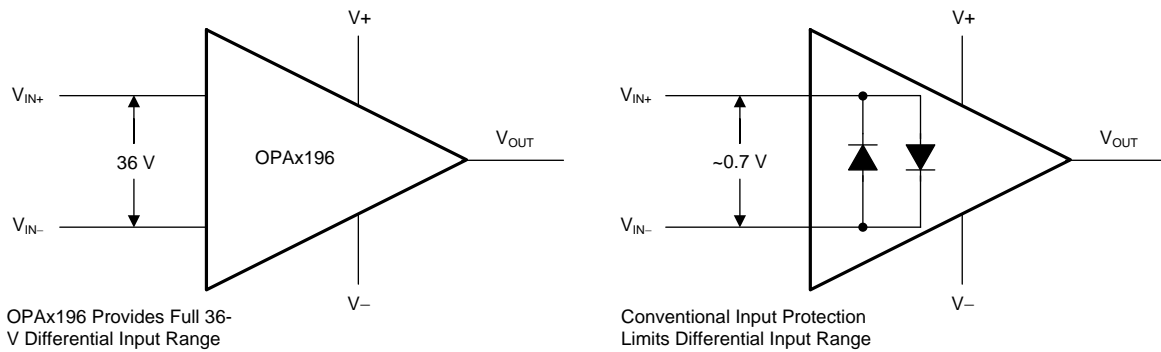 V+
VIN+
36 V
OPAx196
VOUT
VIN−
V−
OPAx196 Provides Full 36-
V Differential Input Range
V+
VIN+
~0.7 V
VOUT
VIN−
V−
Conventional Input Protection
Limits Differential Input Range